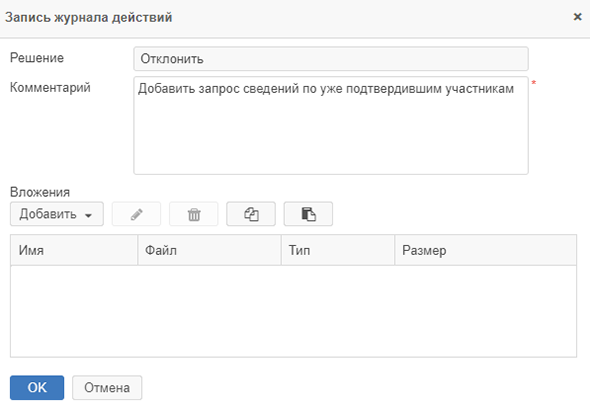 Запись журнала действий
Решение
Отклонить
Комментарий
Добавить запрос сведений по уже подтвердившим участникам
*
Вложения
Добавить
Имя Файл Тип Размер
OK Отмена